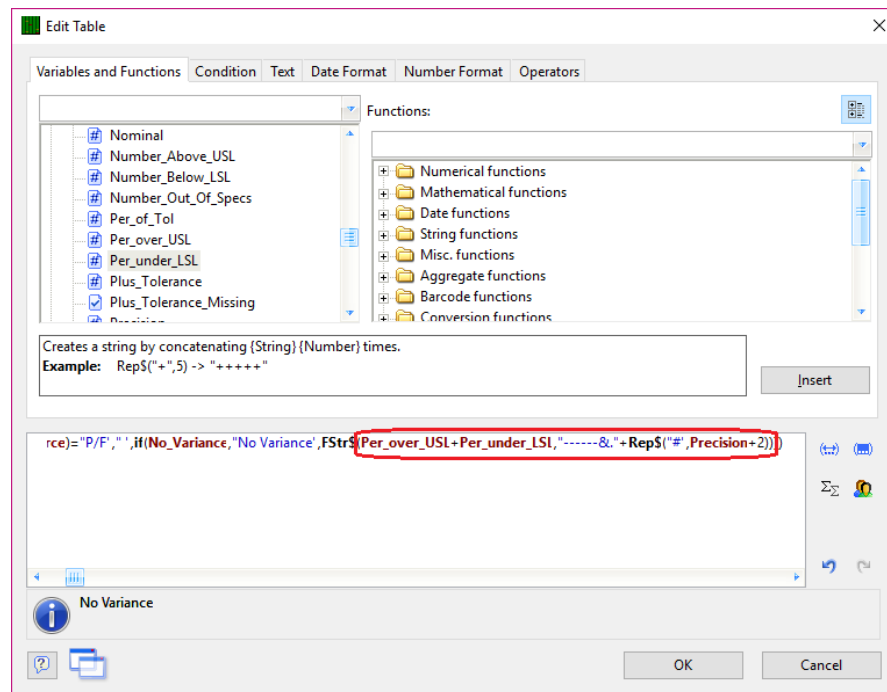 Edit Table
Variables and Functions Condition Text Date Format Number Format Operators
Functions:
Nominal
Number_Above_USL
Number_Below_LSL
Number_Out_Of_Specs
Per_of_Tol
Per_over_USL
Per_under_LSL
Plus_Tolerance
Plus_Tolerance_Missing
Numerical functions
Mathematical functions
Date functions
String functions
Misc. functions
Aggregate functions
Barcode functions
Conversion functions
Creates a string by concatenating {String} {Number} times.
Example: Rep$("+",5) -> "+++++"
Insert
rce)="P/F"," ",if(No_Variance,"No Variance",FStr$(Per_over_USL+Per_under_LSL,"------&."+Rep$("#",Precision+2))))
No Variance
OK Cancel